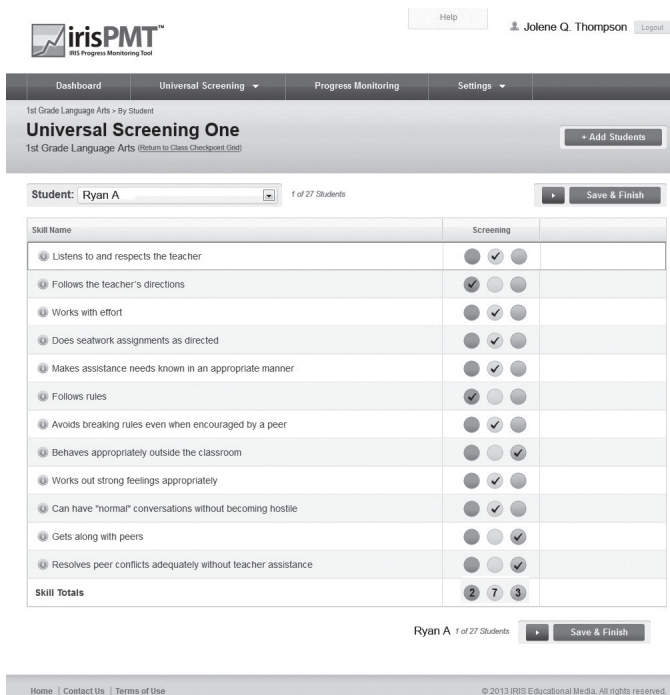 Help
Jolene Q. Thompson Logout
irisPMT™
IRIS Progress Monitoring Tool
Dashboard Universal Screening Progress Monitoring Settings
1st Grade Language Arts > By Student
Universal Screening One
1st Grade Language Arts (Return to Class Checkpoint Grid)
+ Add Students
Student: Ryan A 1 of 27 Students Save & Finish
Skill Name Screening
Listens to and respects the teacher
Follows the teacher's directions
Works with effort
Does seatwork assignments as directed
Makes assistance needs known in an appropriate manner
Follows rules
Avoids breaking rules even when encouraged by a peer
Behaves appropriately outside the classroom
Works out strong feelings appropriately
Can have "normal" conversations without becoming hostile
Gets along with peers
Resolves peer conflicts adequately without teacher assistance
Skill Totals 2 7 3
Ryan A 1 of 27 Students Save & Finish
Home | Contact Us | Terms of Use © 2013 IRIS Educational Media. All rights reserved.